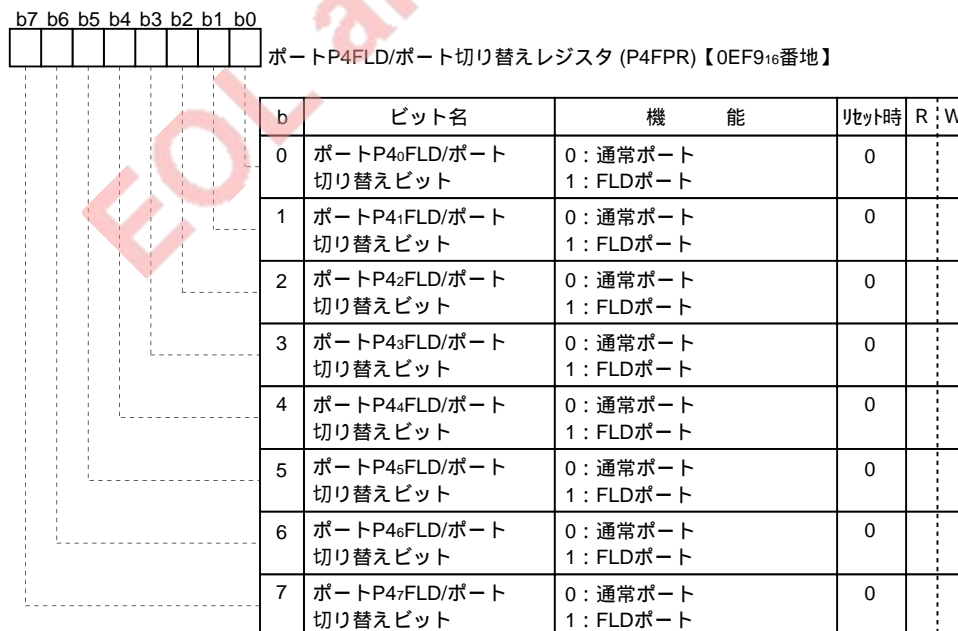 b7 b6 b5 b4 b3 b2 b1 b0
ポートP4FLD/ポート切り替えレジスタ (P4FPR)【0EF916番地】
b ビット名 機 能 リセット時 R W
0 ポートP40FLD/ポート 0：通常ポート 0
切り替えビット 1：FLDポート
1 ポートP41FLD/ポート 0：通常ポート 0
切り替えビット 1：FLDポート
2 ポートP42FLD/ポート 0：通常ポート 0
切り替えビット 1：FLDポート
3 ポートP43FLD/ポート 0：通常ポート 0
切り替えビット 1：FLDポート
4 ポートP44FLD/ポート 0：通常ポート 0
切り替えビット 1：FLDポート
5 ポートP45FLD/ポート 0：通常ポート 0
切り替えビット 1：FLDポート
6 ポートP46FLD/ポート 0：通常ポート 0
切り替えビット 1：FLDポート
7 ポートP47FLD/ポート 0：通常ポート 0
切り替えビット 1：FLDポート
EOL